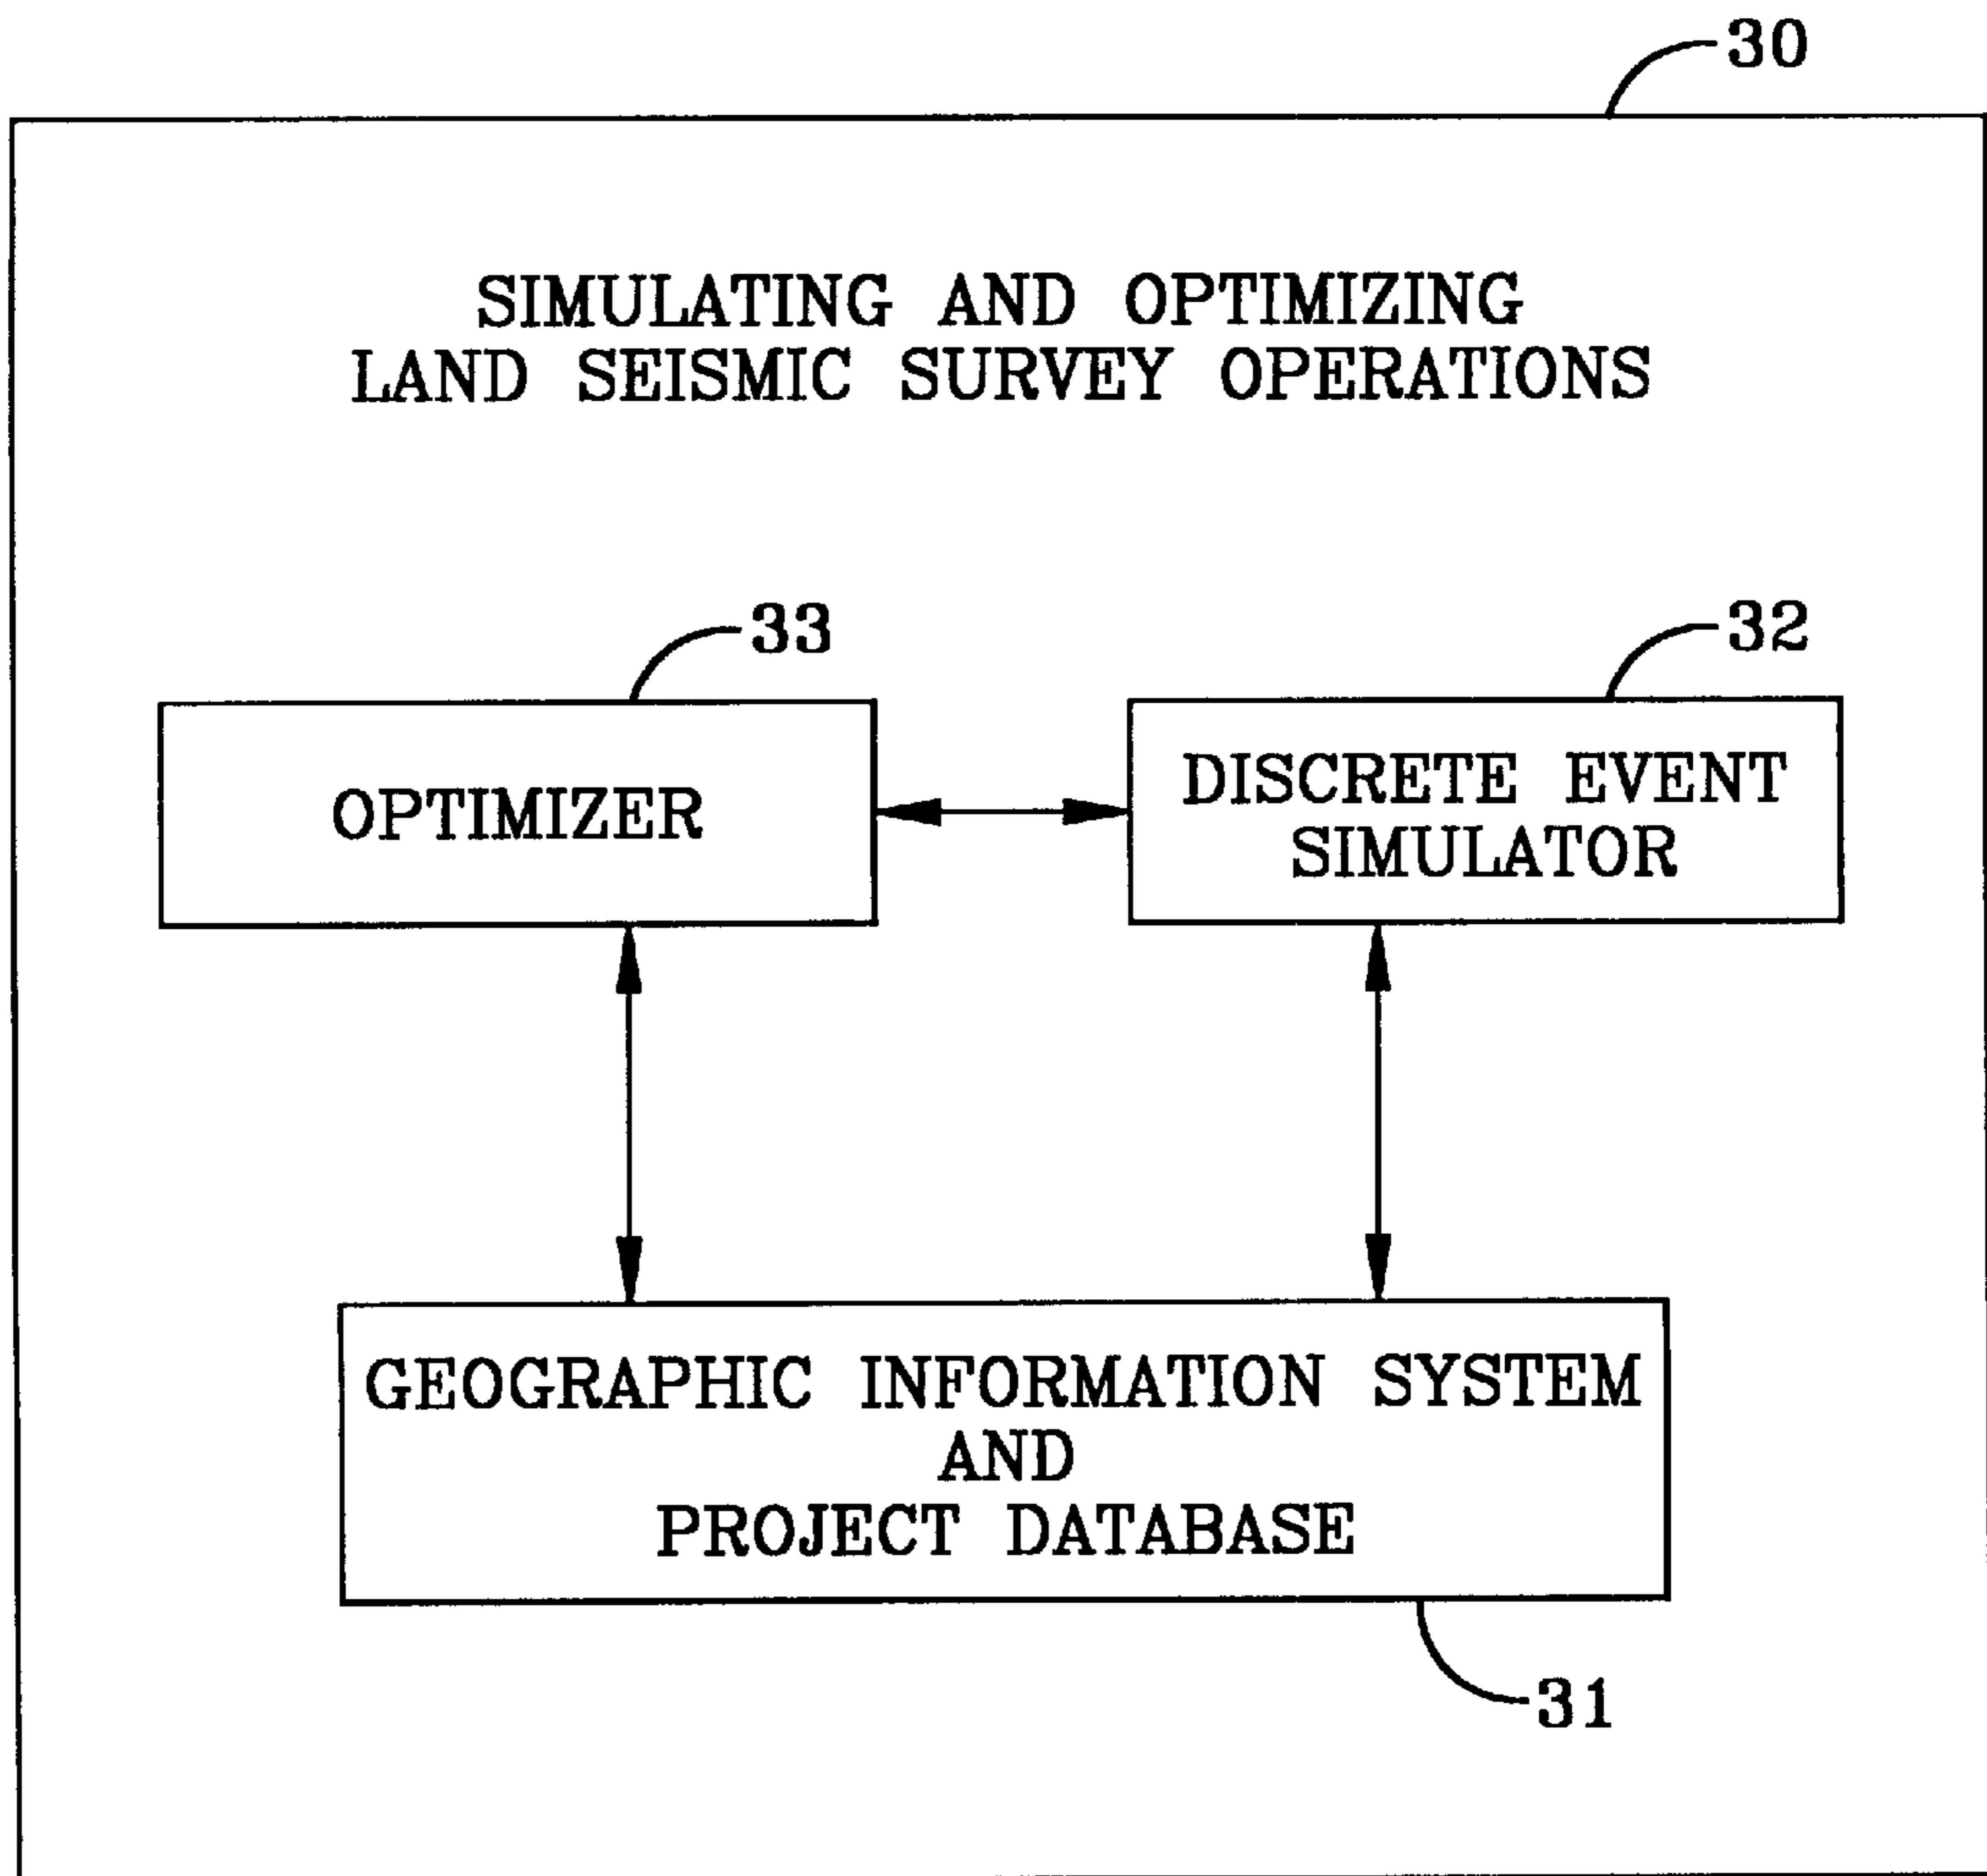 30
SIMULATING AND OPTIMIZING
LAND SEISMIC SURVEY OPERATIONS
33
32
OPTIMIZER
DISCRETE EVENT
SIMULATOR
GEOGRAPHIC INFORMATION SYSTEM
AND
PROJECT DATABASE
31